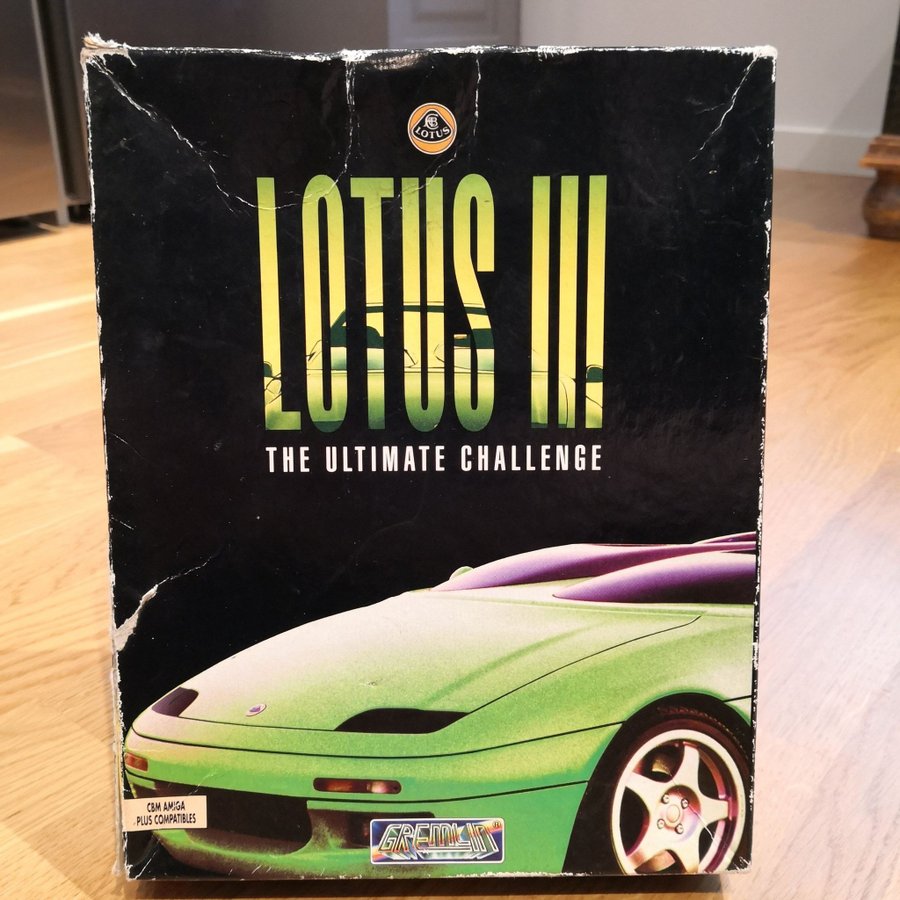 LOTUS
LOTUS III
THE ULTIMATE CHALLENGE
CBM AMIGA
PLUS COMPATIBLES
GREMLIN